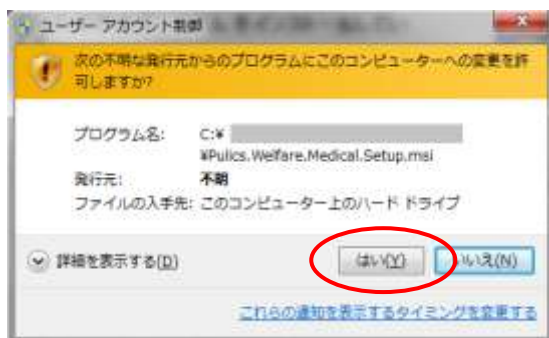 ユーザー アカウント制御
次の不明な発行元からのプログラムにこのコンピューターへの変更を許
可しますか?
プログラム名: C:¥
¥Pulics.Welfare.Medical.Setup.msi
発行元: 不明
ファイルの入手先: このコンピューター上のハード ドライブ
詳細を表示する(D) はい(Y) いいえ(N)
これらの通知を表示するタイミングを変更する